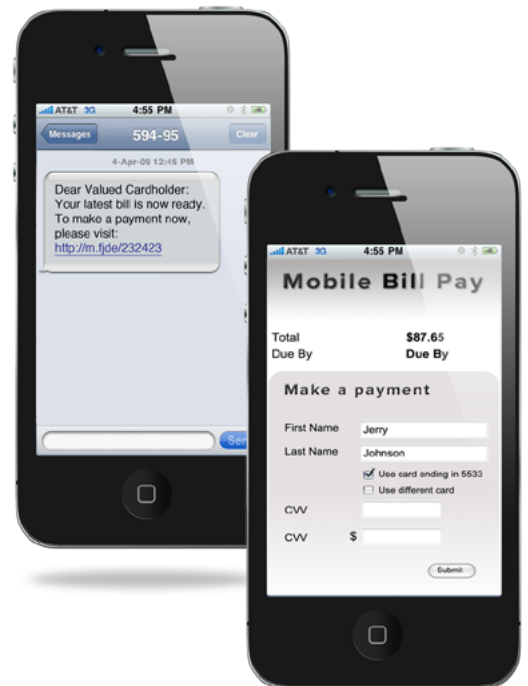 AT&T 3G 4:55 PM
Messages 594-95 Clear
4-Apr-08 12:45 PM
Dear Valued Cardholder:
Your latest bill is now ready.
To make a payment now,
please visit:
http://m.fjde/232423
AT&T 3G 4:55 PM
Mobile Bill Pay
Total $87.65
Due By Due By
Make a payment
First Name Jerry
Last Name Johnson
Use card ending in 5533
Use different card
CVV
CVV $
Submit